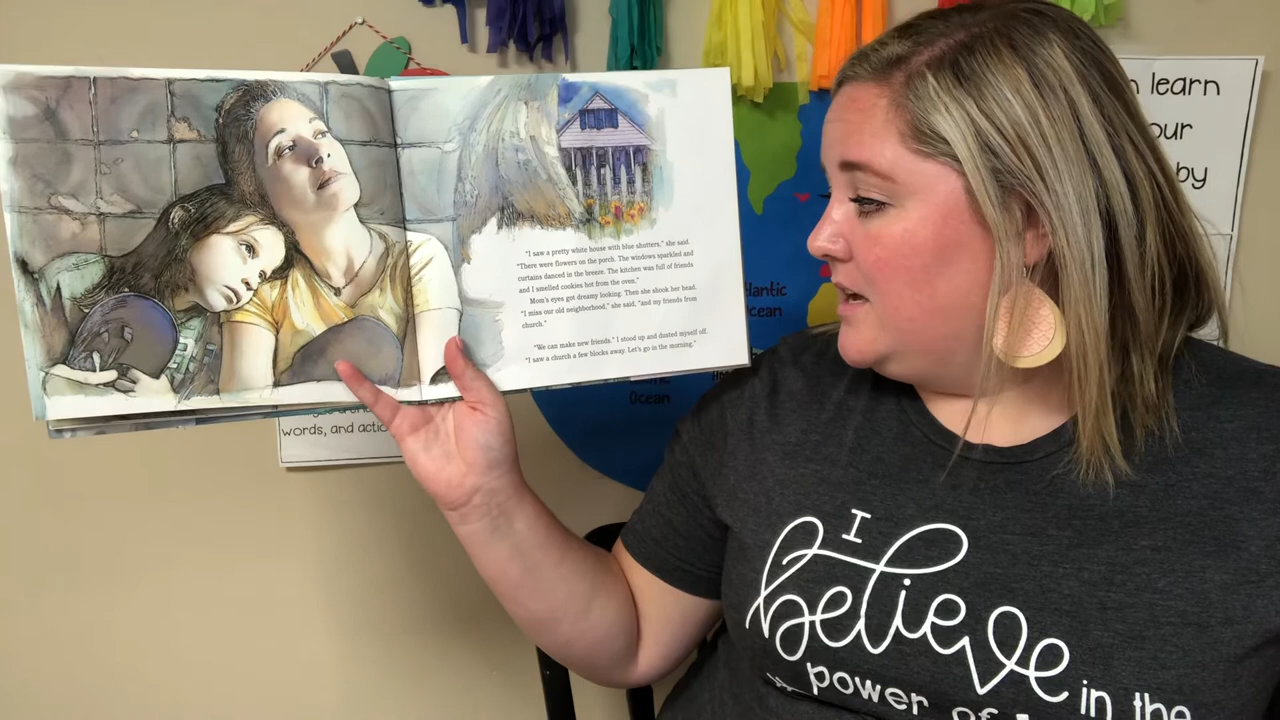 "I saw a pretty white house with blue shutters," she said.
"There were flowers on the porch. The windows sparkled and
curtains danced in the breeze. The kitchen was full of friends
and I smelled cookies hot from the oven."
Mom's eyes got dreamy looking. Then she shook her head.
"I miss our old neighborhood," she said, "and my friends from
church."
"We can make new friends." I stood up and dusted myself off.
"I saw a church a few blocks away. Let's go in the morning."
words, and
Ocean
learn
by
I
believe in the
power of